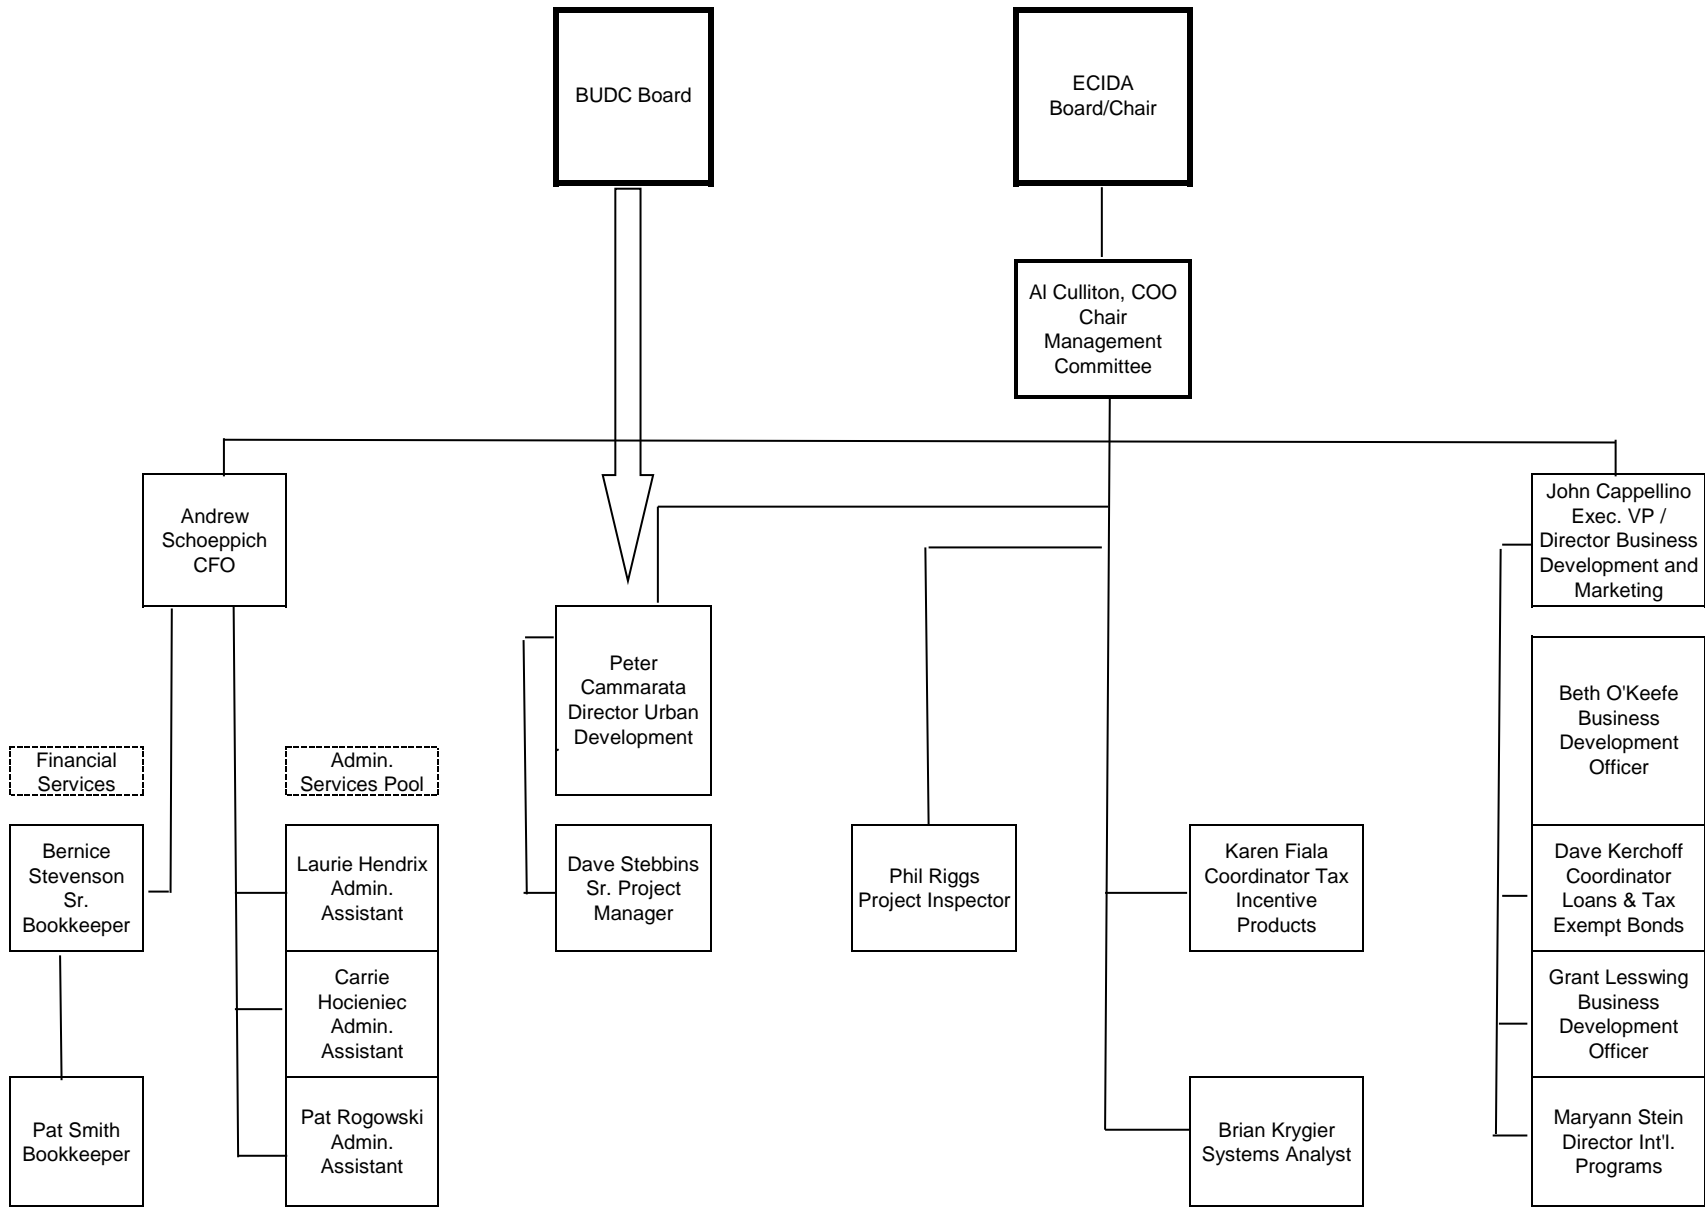 BUDC Board
ECIDA
Board/Chair
Al Culliton, COO
Chair
Management
Committee
Andrew
Schoeppich
CFO
John Cappellino
Exec. VP /
Director Business
Development and
Marketing
Peter
Cammarata
Director Urban
Development
Beth O'Keefe
Business
Development
Officer
Financial
Services
Admin.
Services Pool
Bernice
Stevenson
Sr.
Bookkeeper
Laurie Hendrix
Admin.
Assistant
Dave Stebbins
Sr. Project
Manager
Phil Riggs
Project Inspector
Karen Fiala
Coordinator Tax
Incentive
Products
Dave Kerchoff
Coordinator
Loans & Tax
Exempt Bonds
Carrie
Hocieniec
Admin.
Assistant
Grant Lesswing
Business
Development
Officer
Pat Smith
Bookkeeper
Pat Rogowski
Admin.
Assistant
Brian Krygier
Systems Analyst
Maryann Stein
Director Int'l.
Programs